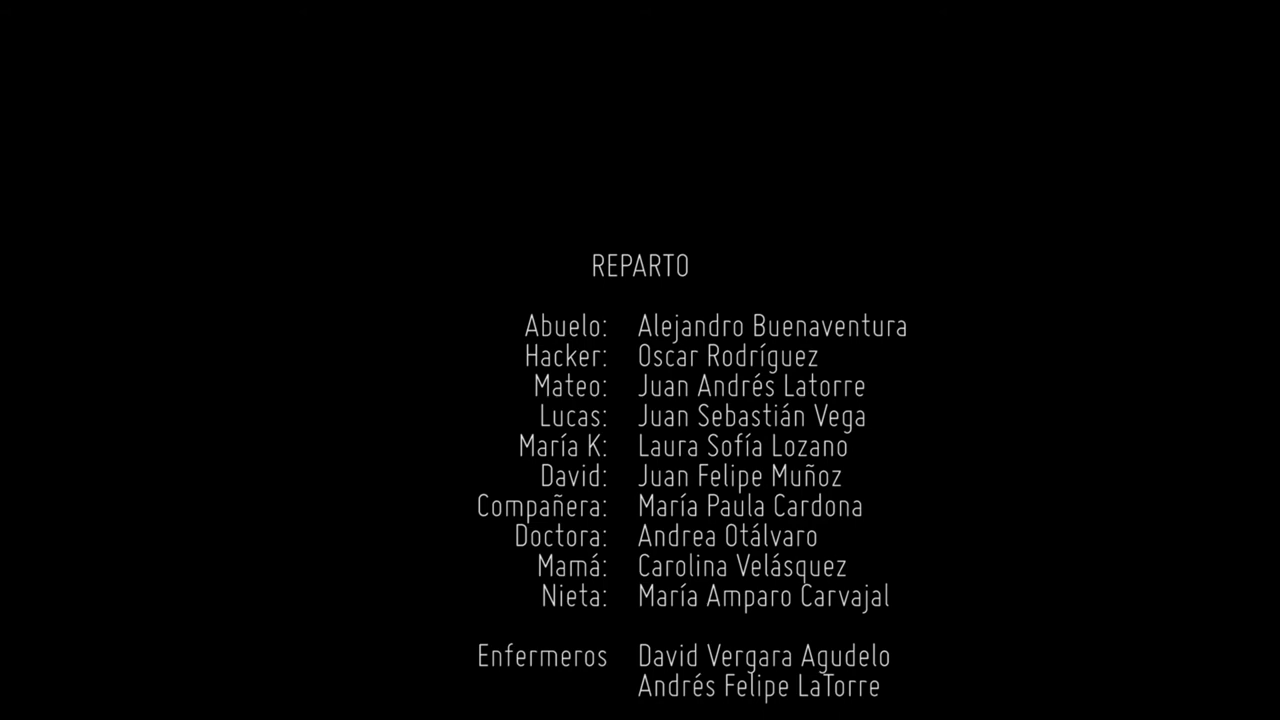 REPARTO
Abuelo: Alejandro Buenaventura
Hacker: Oscar Rodríguez
Mateo: Juan Andrés Latorre
Lucas: Juan Sebastián Vega
María K: Laura Sofía Lozano
David: Juan Felipe Muñoz
Compañera: María Paula Cardona
Doctora: Andrea Otálvaro
Mamá: Carolina Velásquez
Nieta: María Amparo Carvajal
Enfermeros David Vergara Agudelo
Andrés Felipe LaTorre